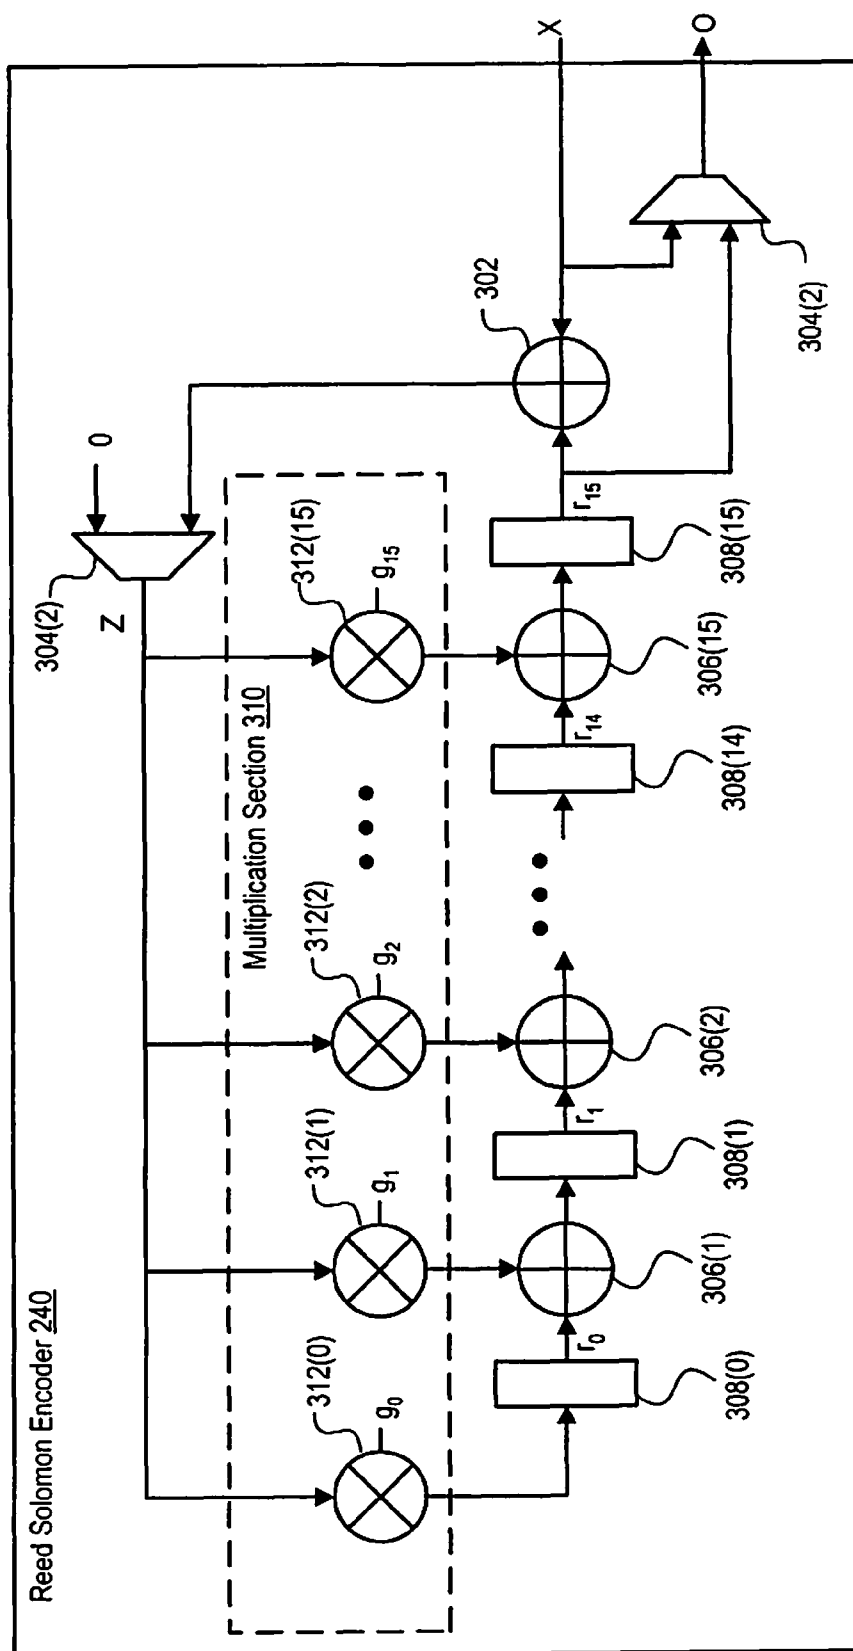 Reed Solomon Encoder 240
0
304(2)
Z
Multiplication Section 310
312(0)
312(1)
312(2)
312(15)
g0
g1
g2
g15
302
X
O
r0
r1
r14
r15
308(0)
306(1)
308(1)
306(2)
308(14)
306(15)
308(15)
304(2)